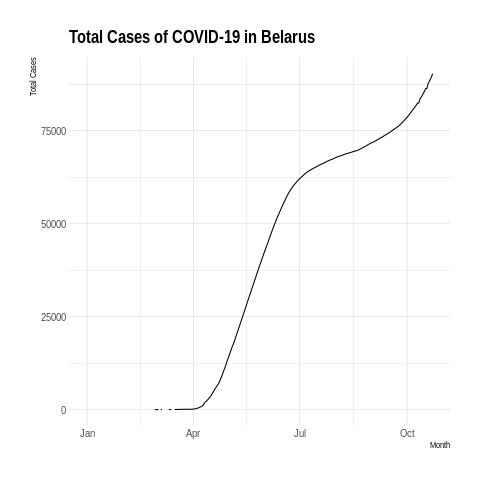 Total Cases of COVID-19 in Belarus
Total Cases
75000
50000
25000
0
Jan Apr Jul Oct
Month